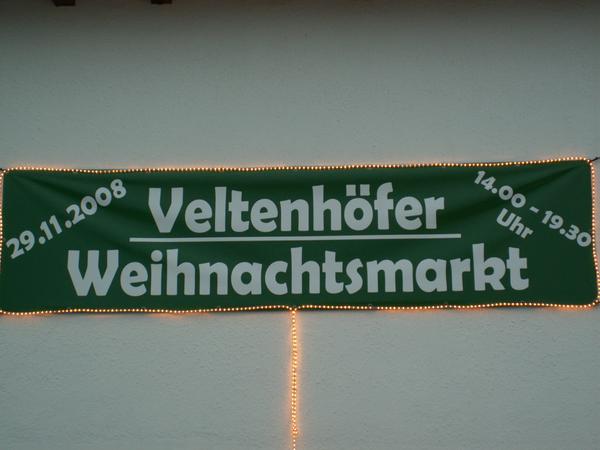 29.11.2008
Veltenhöfer
Weihnachtsmarkt
14.00 - 19.30
Uhr